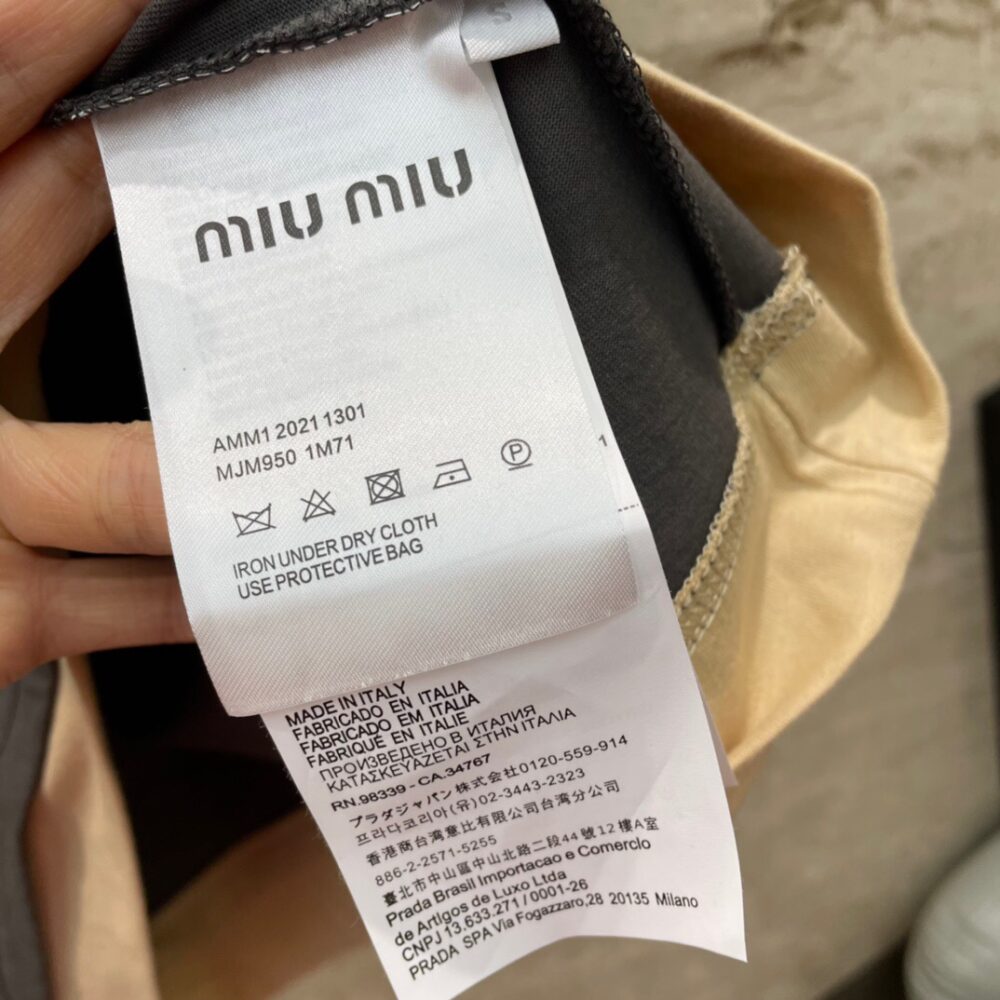 miu miu
AMM1 2021 1301
MJM950 1M71
P
IRON UNDER DRY CLOTH
USE PROTECTIVE BAG
1
MADE IN ITALY
FABRICADO EN ITALIA
FABRICADO EM ITALIA
FABRIQUÉ EN ITALIE
ПРОИЗВЕДЕНО В ИТАЛИЯ
ΚΑΤΑΣΚΕΥΑΖΕΤΑΙ ΣΤΗΝ ΙΤΑΛΙΑ
RN.98339 - CA.34767
プラダジャパン株式会社0120-559-914
프라다코리아(유)02-3443-2323
香港商台湾意比有限公司台湾分公司
886-2-2571-5255
臺北市中山區中山北路二段44號12樓A室
Prada Brasil Importacao e Comercio
de Artigos de Luxo Ltda
CNPJ 13.633.271/0001-26
PRADA SPA Via Fogazzaro,28 20135 Milano